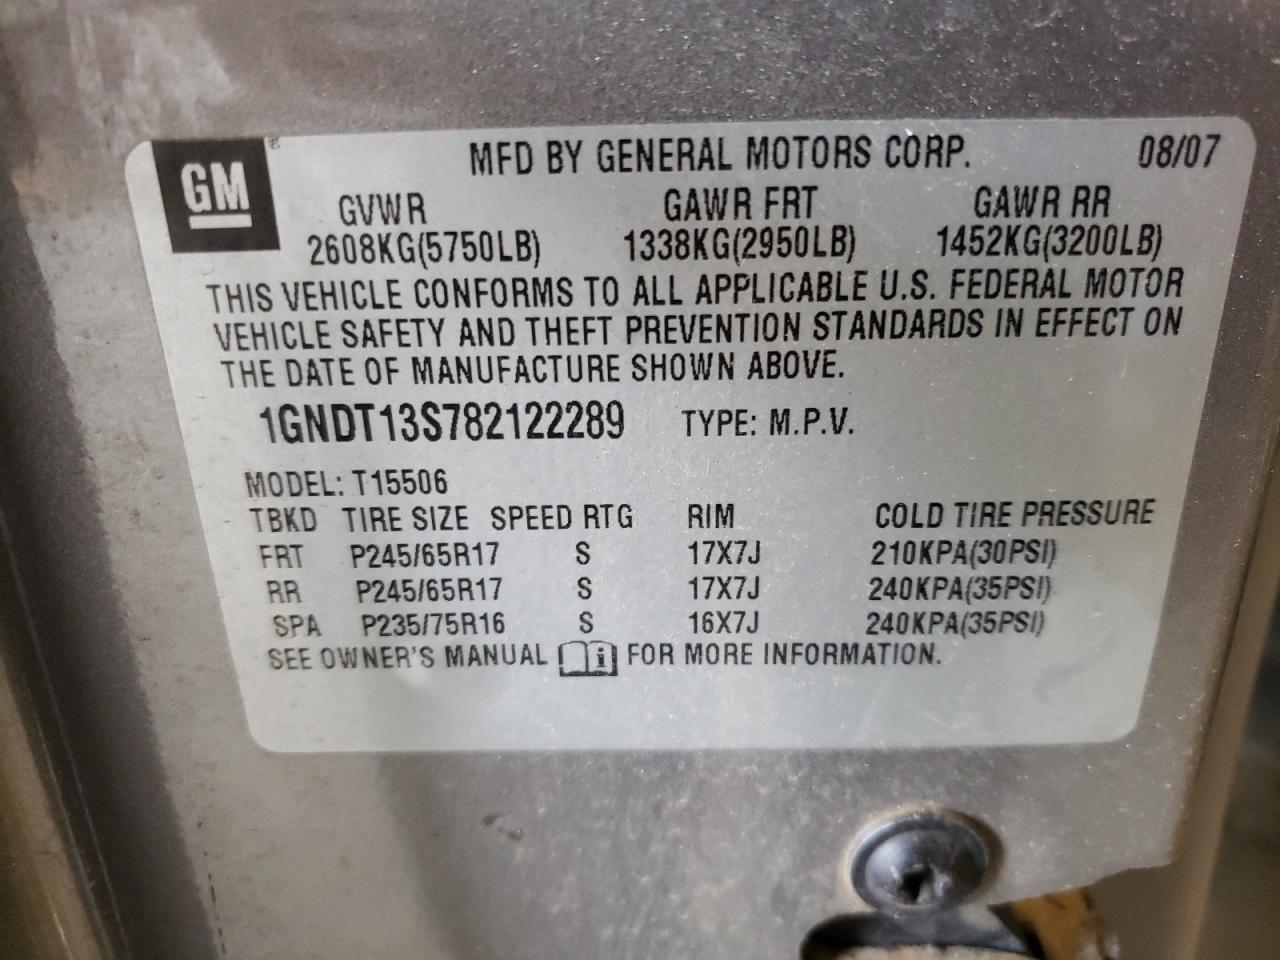 GM ® MFD BY GENERAL MOTORS CORP. 08/07
GVWR GAWR FRT GAWR RR
2608KG(5750LB) 1338KG(2950LB) 1452KG(3200LB)
THIS VEHICLE CONFORMS TO ALL APPLICABLE U.S. FEDERAL MOTOR
VEHICLE SAFETY AND THEFT PREVENTION STANDARDS IN EFFECT ON
THE DATE OF MANUFACTURE SHOWN ABOVE.
1GNDT13S782122289 TYPE: M.P.V.
MODEL: T15506
TBKD TIRE SIZE SPEED RTG RIM COLD TIRE PRESSURE
FRT P245/65R17 S 17X7J 210KPA(30PSI)
RR P245/65R17 S 17X7J 240KPA(35PSI)
SPA P235/75R16 S 16X7J 240KPA(35PSI)
SEE OWNER'S MANUAL i FOR MORE INFORMATION.